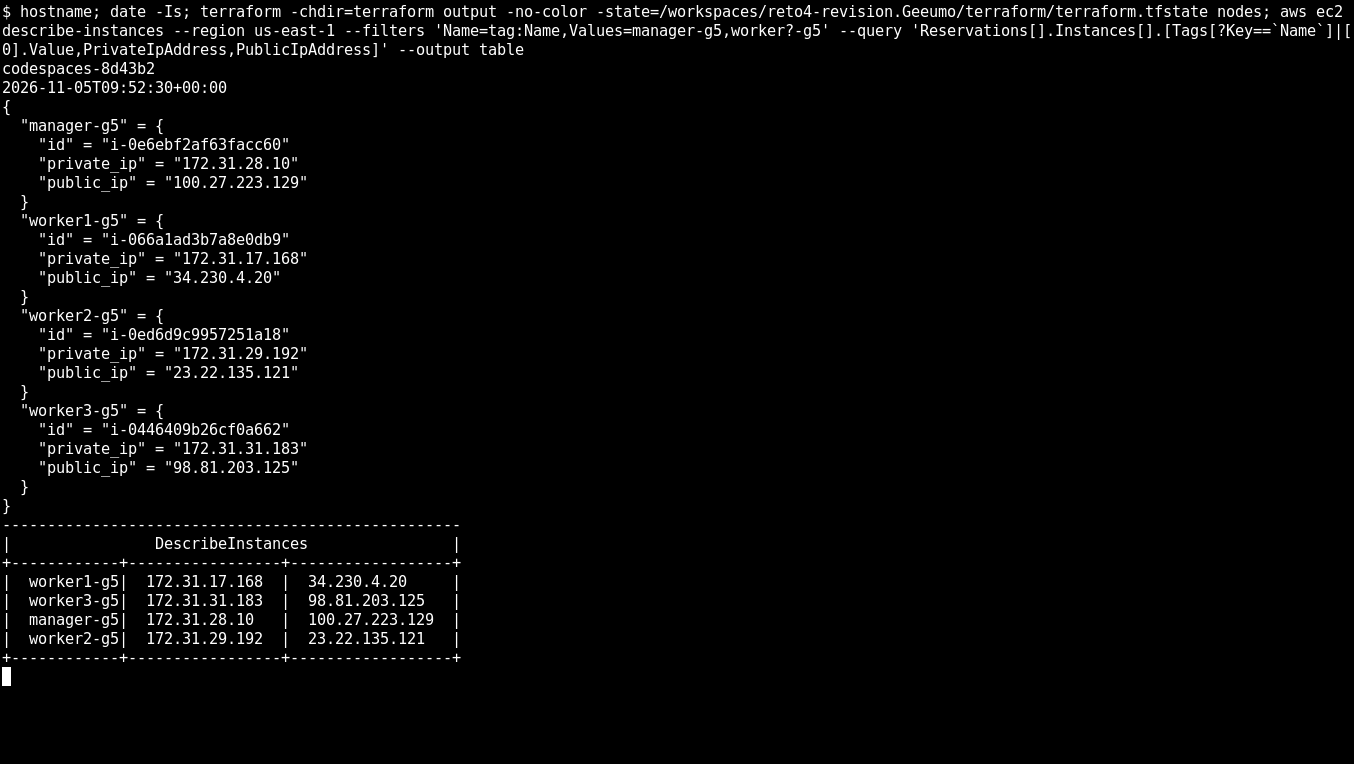 $ hostname; date -Is; terraform -chdir=terraform output -no-color -state=/workspaces/reto4-revision.Geeumo/terraform/terraform.tfstate nodes; aws ec2
describe-instances --region us-east-1 --filters 'Name=tag:Name,Values=manager-g5,worker?-g5' --query 'Reservations[].Instances[].[Tags[?Key==`Name`]|[
0].Value,PrivateIpAddress,PublicIpAddress]' --output table
codespaces-8d43b2
2026-11-05T09:52:30+00:00
{
  "manager-g5" = {
    "id" = "i-0e6ebf2af63facc60"
    "private_ip" = "172.31.28.10"
    "public_ip" = "100.27.223.129"
  }
  "worker1-g5" = {
    "id" = "i-066a1ad3b7a8e0db9"
    "private_ip" = "172.31.17.168"
    "public_ip" = "34.230.4.20"
  }
  "worker2-g5" = {
    "id" = "i-0ed6d9c9957251a18"
    "private_ip" = "172.31.29.192"
    "public_ip" = "23.22.135.121"
  }
  "worker3-g5" = {
    "id" = "i-0446409b26cf0a662"
    "private_ip" = "172.31.31.183"
    "public_ip" = "98.81.203.125"
  }
}
---------------------------------------------------
|                DescribeInstances                |
+------------+-----------------+------------------+
|  worker1-g5|  172.31.17.168  |  34.230.4.20     |
|  worker3-g5|  172.31.31.183  |  98.81.203.125   |
|  manager-g5|  172.31.28.10   |  100.27.223.129  |
|  worker2-g5|  172.31.29.192  |  23.22.135.121   |
+------------+-----------------+------------------+